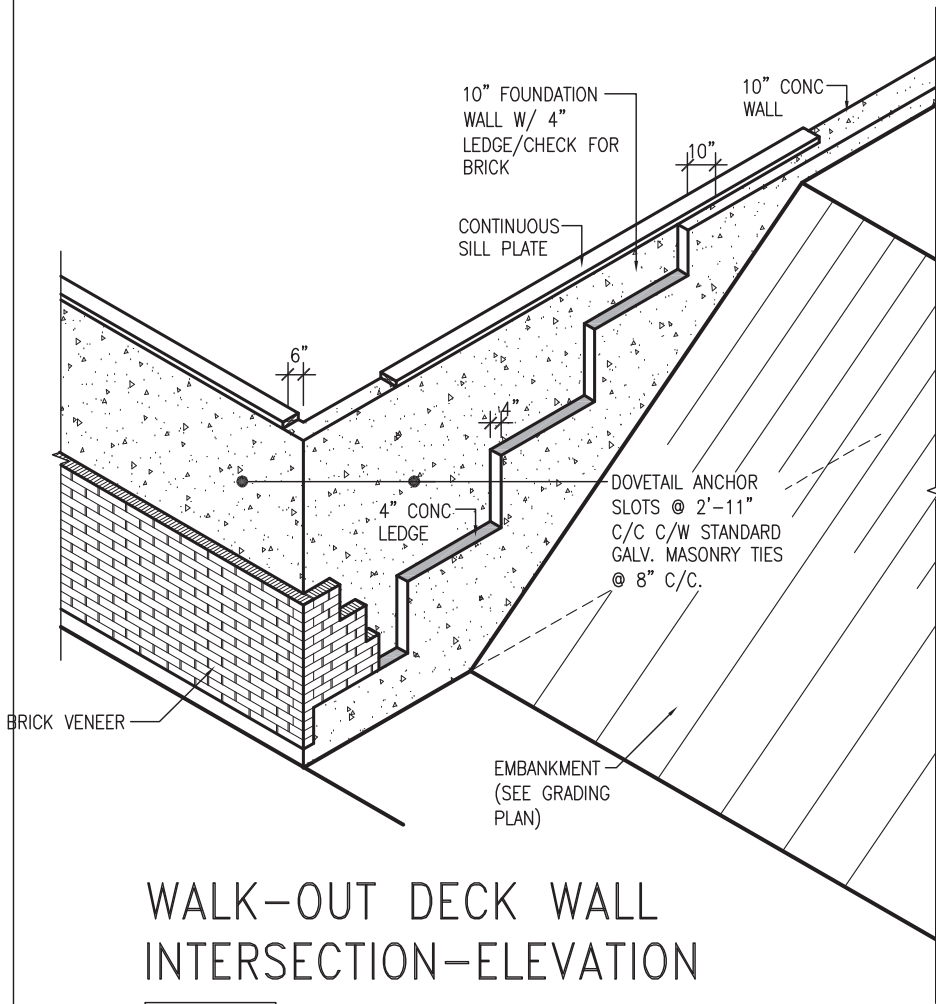 10" FOUNDATION
WALL W/ 4"
LEDGE/CHECK FOR
BRICK
10" CONC
WALL
10"
CONTINUOUS
SILL PLATE
6"
4"
DOVETAIL ANCHOR
SLOTS @ 2'-11"
C/C C/W STANDARD
GALV. MASONRY TIES
@ 8" C/C.
4" CONC
LEDGE
BRICK VENEER
EMBANKMENT
(SEE GRADING
PLAN)
WALK-OUT DECK WALL
INTERSECTION-ELEVATION